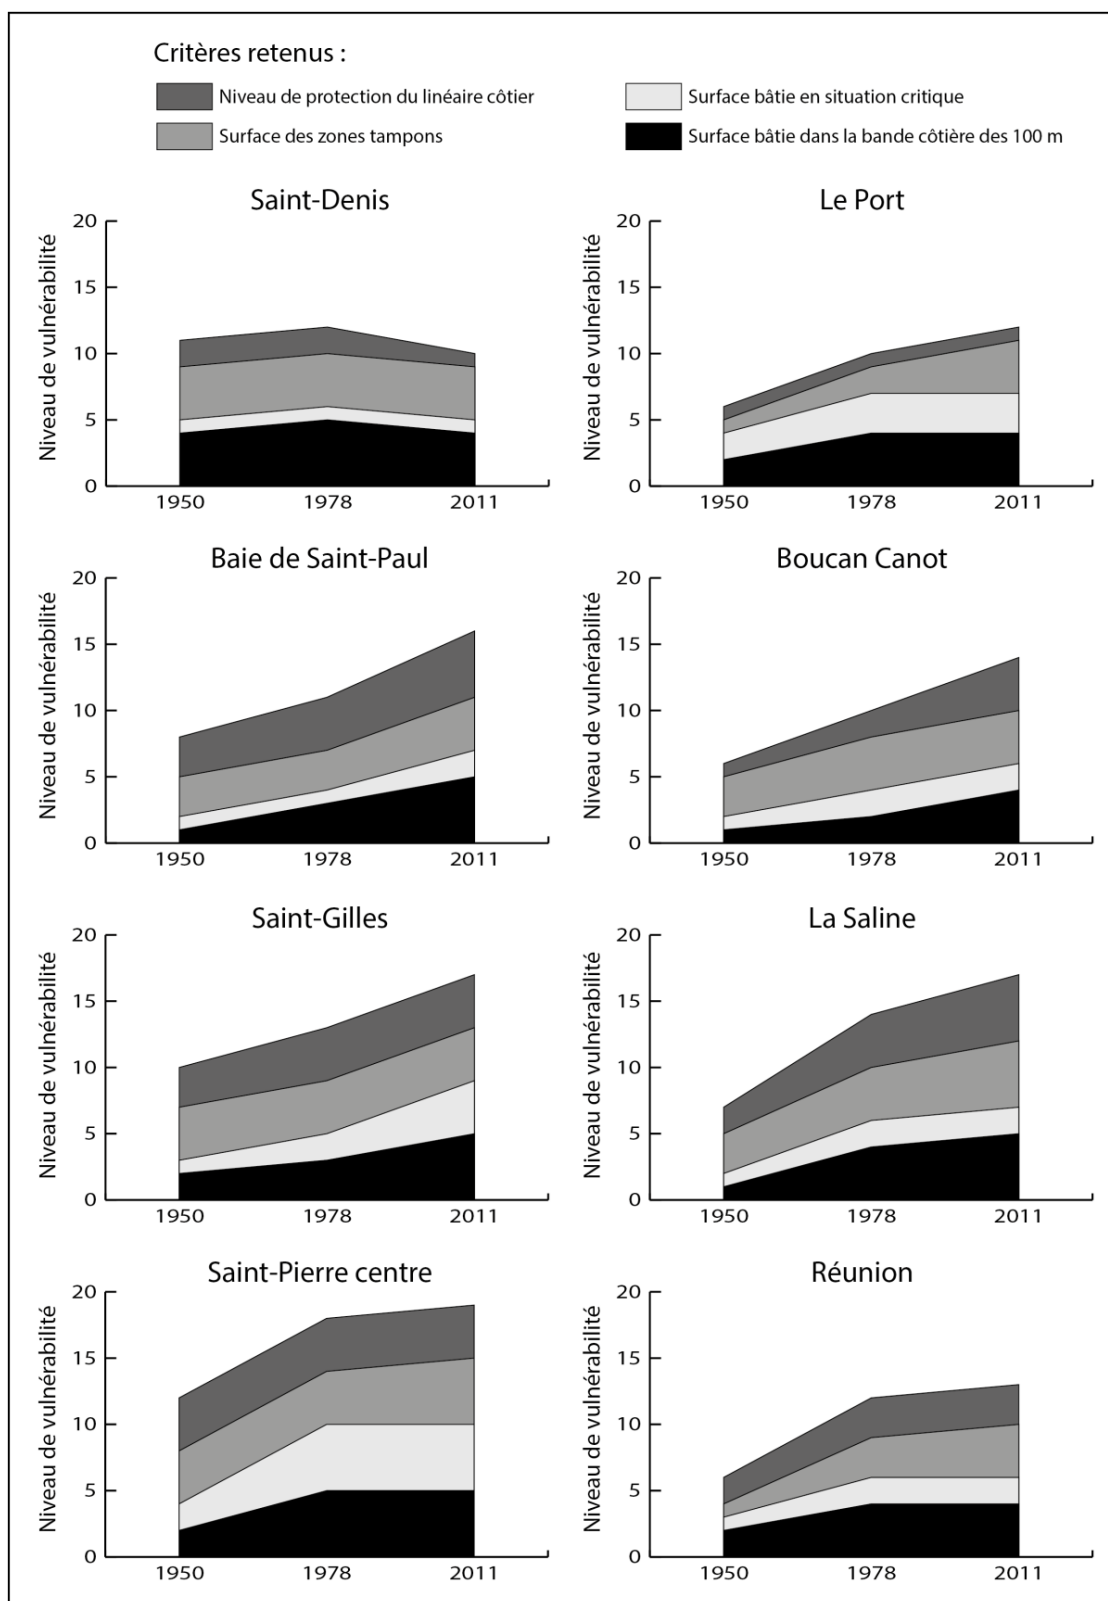 Critères retenus :
Niveau de protection du linéaire côtier
Surface bâtie en situation critique
Surface des zones tampons
Surface bâtie dans la bande côtière des 100 m
Saint-Denis
Niveau de vulnérabilité
20
15
10
5
0
1950 1978 2011
Le Port
Niveau de vulnérabilité
20
15
10
5
0
1950 1978 2011
Baie de Saint-Paul
Niveau de vulnérabilité
20
15
10
5
0
1950 1978 2011
Boucan Canot
Niveau de vulnérabilité
20
15
10
5
0
1950 1978 2011
Saint-Gilles
Niveau de vulnérabilité
20
15
10
5
0
1950 1978 2011
La Saline
Niveau de vulnérabilité
20
15
10
5
0
1950 1978 2011
Saint-Pierre centre
Niveau de vulnérabilité
20
15
10
5
0
1950 1978 2011
Réunion
Niveau de vulnérabilité
20
15
10
5
0
1950 1978 2011